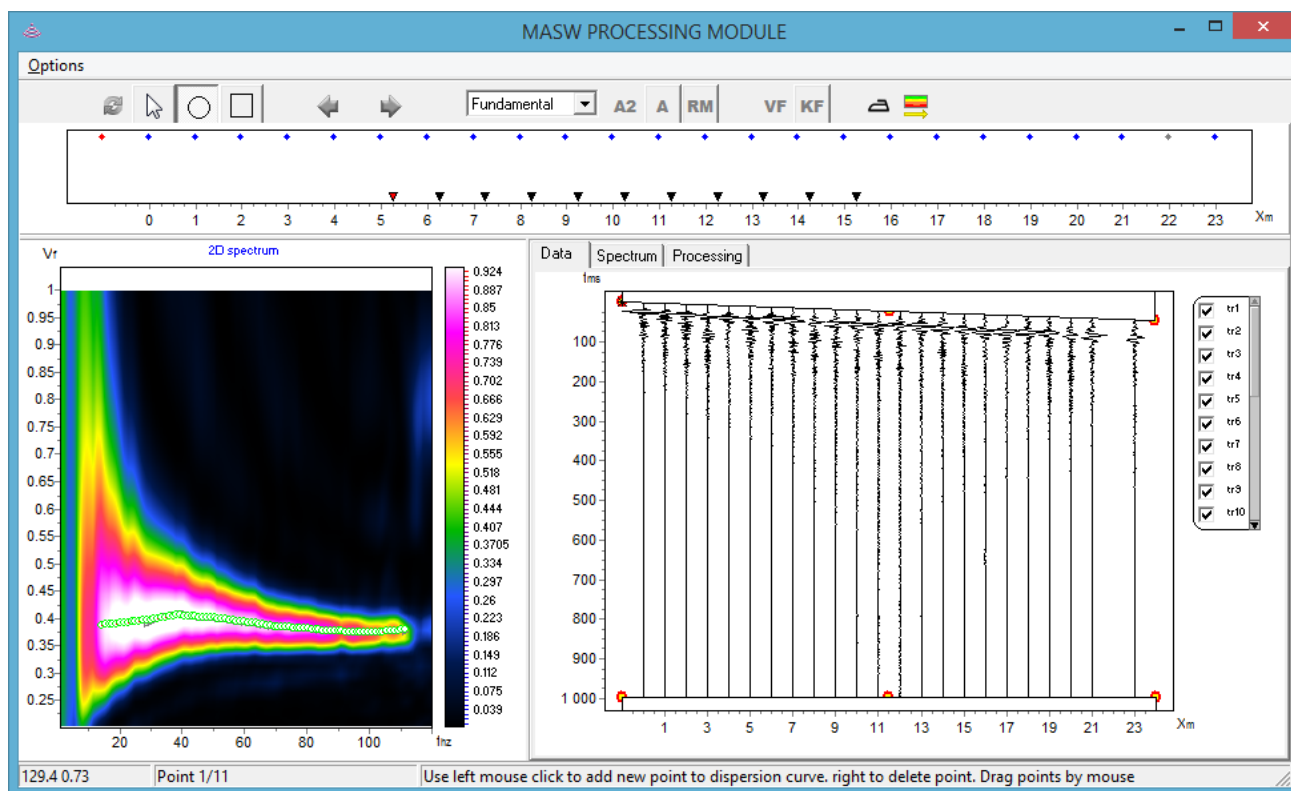 MASW PROCESSING MODULE
Options
Fundamental A2 A RM VF KF
0 1 2 3 4 5 6 7 8 9 10 11 12 13 14 15 16 17 18 19 20 21 22 23 Xm
Vr 2D spectrum
1
0.95
0.9
0.85
0.8
0.75
0.7
0.65
0.6
0.55
0.5
0.45
0.4
0.35
0.3
0.25
20 40 60 80 100 fhz
0.924
0.887
0.85
0.813
0.776
0.739
0.702
0.666
0.629
0.592
0.555
0.518
0.481
0.444
0.407
0.3705
0.334
0.297
0.26
0.223
0.186
0.149
0.112
0.075
0.039
Data Spectrum Processing
tms
100
200
300
400
500
600
700
800
900
1 000
1 3 5 7 9 11 13 15 17 19 21 23 Xm
tr1
tr2
tr3
tr4
tr5
tr6
tr7
tr8
tr9
tr10
129.4 0.73 Point 1/11 Use left mouse click to add new point to dispersion curve. right to delete point. Drag points by mouse